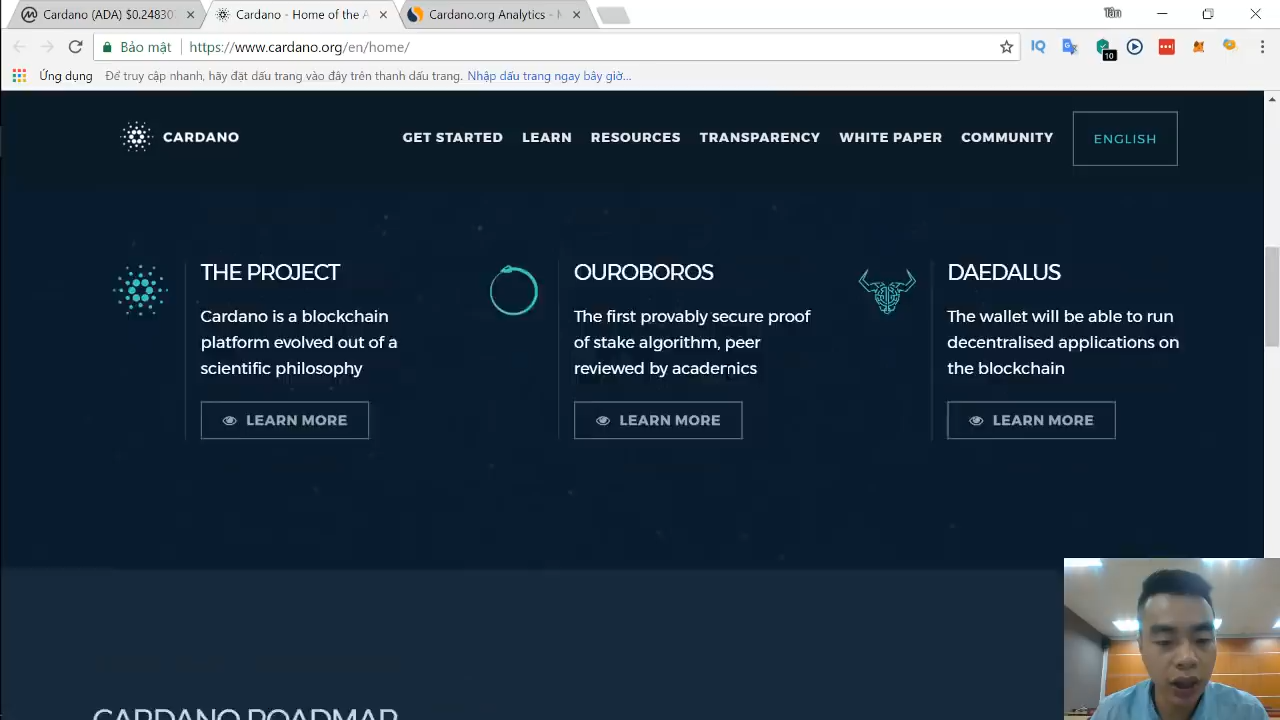 Cardano (ADA) $0.24830
Cardano - Home of the A
Cardano.org Analytics - M
Tân
Bảo mật
https://www.cardano.org/en/home/
10
Ứng dụng
Để truy cập nhanh, hãy đặt dấu trang vào đây trên thanh dấu trang.
Nhập dấu trang ngay bây giờ...
CARDANO
GET STARTED
LEARN
RESOURCES
TRANSPARENCY
WHITE PAPER
COMMUNITY
ENGLISH
THE PROJECT
Cardano is a blockchain
platform evolved out of a
scientific philosophy
LEARN MORE
OUROBOROS
The first provably secure proof
of stake algorithm, peer
reviewed by academics
LEARN MORE
DAEDALUS
The wallet will be able to run
decentralised applications on
the blockchain
LEARN MORE
CARDANO ROADMAP